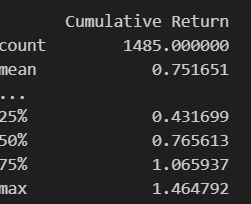 Cumulative Return
count 1485.000000
mean 0.751651
...
25% 0.431699
50% 0.765613
75% 1.065937
max 1.464792